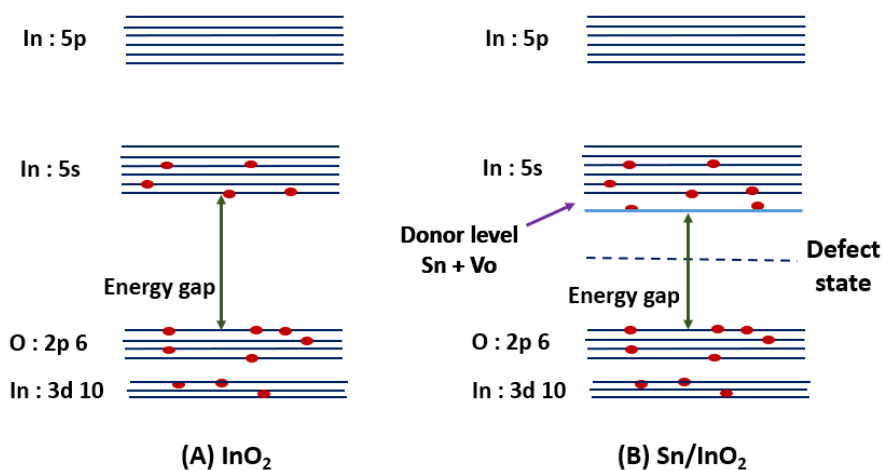 In : 5p
In : 5s
Energy gap
O : 2p 6
In : 3d 10
(A) InO₂
In : 5p
In : 5s
Donor level
Sn + Vo
Defect
state
Energy gap
O : 2p 6
In : 3d 10
(B) Sn/InO₂